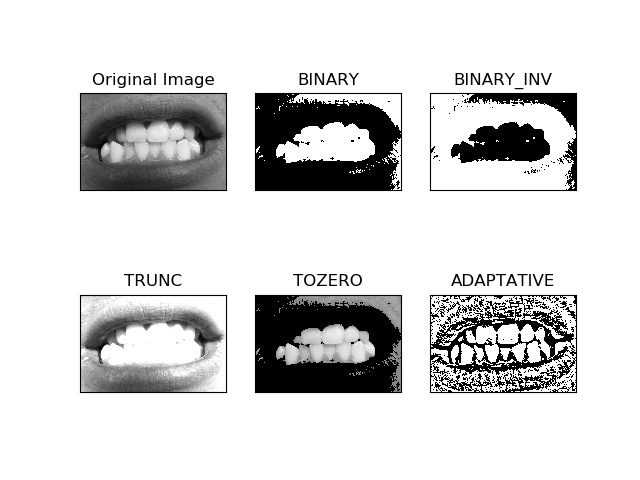 Original Image
BINARY
BINARY_INV
TRUNC
TOZERO
ADAPTATIVE